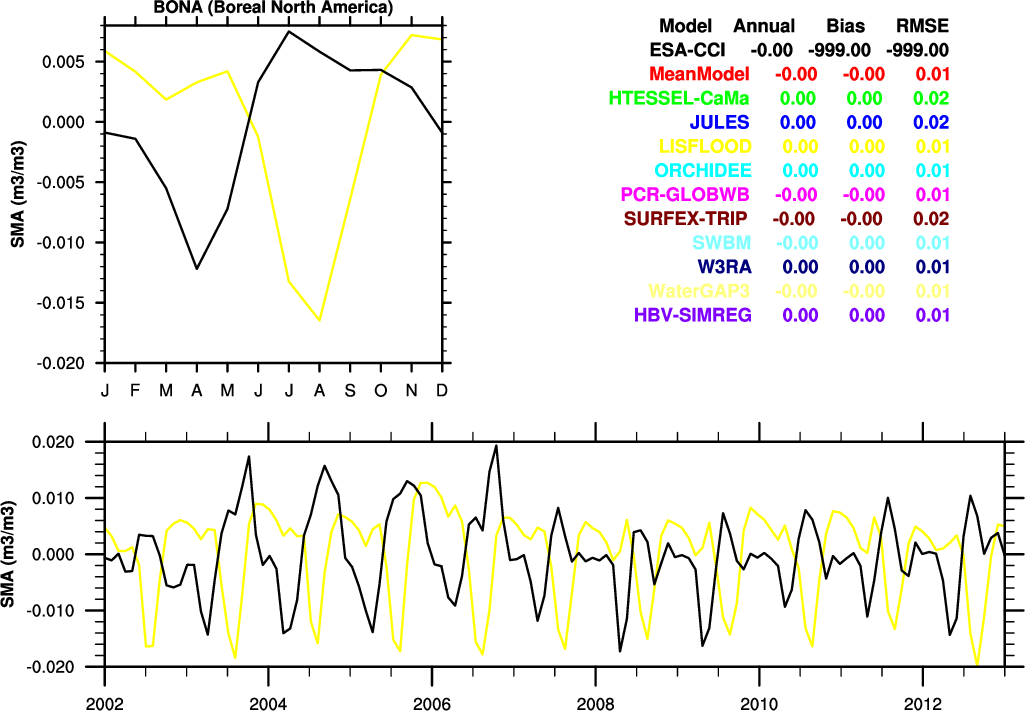 BONA (Boreal North America)
0.005
0.000
-0.005
-0.010
-0.015
-0.020
SMA (m3/m3)
J F M A M J J A S O N D
Model Annual Bias RMSE
ESA-CCI -0.00 -999.00 -999.00
MeanModel -0.00 -0.00 0.01
HTESSEL-CaMa 0.00 0.00 0.02
JULES 0.00 0.00 0.02
LISFLOOD 0.00 0.00 0.01
ORCHIDEE 0.00 0.00 0.01
PCR-GLOBWB -0.00 -0.00 0.01
SURFEX-TRIP -0.00 -0.00 0.02
SWBM -0.00 0.00 0.01
W3RA 0.00 0.00 0.01
WaterGAP3 -0.00 -0.00 0.01
HBV-SIMREG 0.00 0.00 0.01
0.020
0.010
0.000
-0.010
-0.020
SMA (m3/m3)
2002 2004 2006 2008 2010 2012